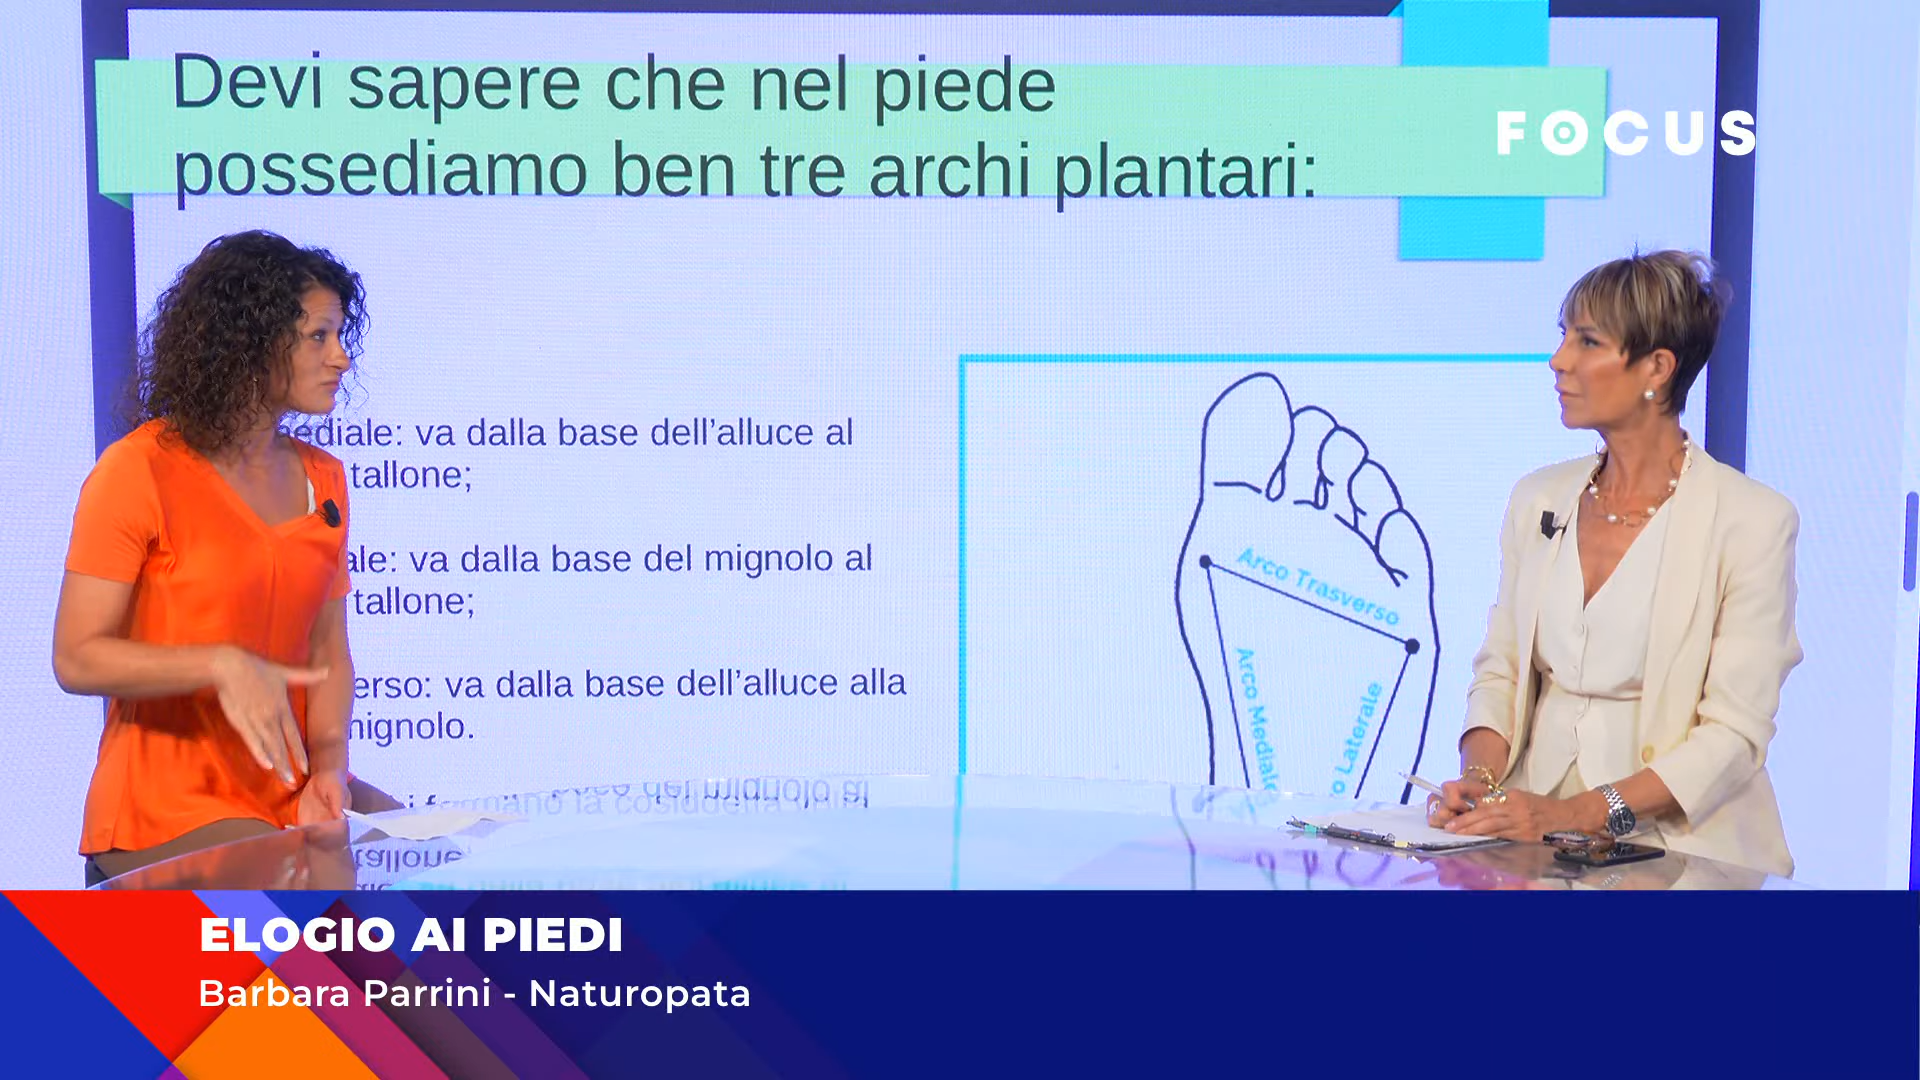 Devi sapere che nel piede
possediamo ben tre archi plantari:
FOCUS
mediale: va dalla base dell'alluce al
tallone;
ale: va dalla base del mignolo al
tallone;
erso: va dalla base dell'alluce alla
mignolo.
Arco Trasverso
Arco Mediale
o Laterale
ELOGIO AI PIEDI
Barbara Parrini - Naturopata